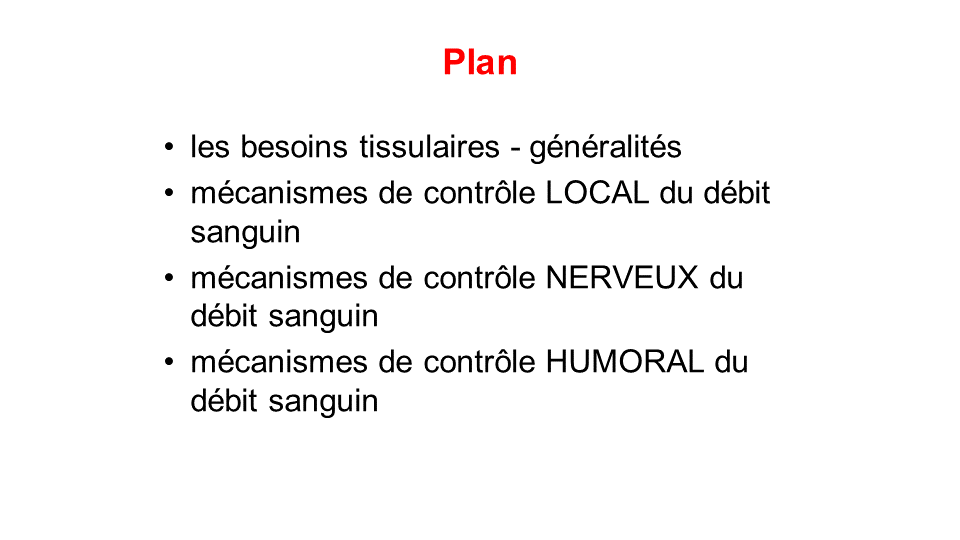 Plan
• les besoins tissulaires - généralités
• mécanismes de contrôle LOCAL du débit
sanguin
• mécanismes de contrôle NERVEUX du
débit sanguin
• mécanismes de contrôle HUMORAL du
débit sanguin